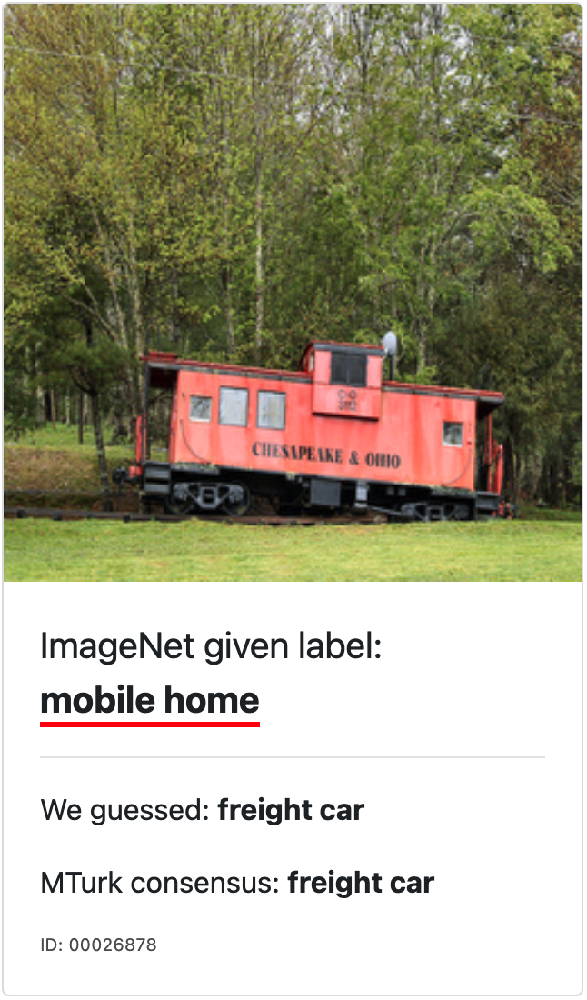 CHESAPEAKE & OHIO
ImageNet given label:
mobile home
We guessed: freight car
MTurk consensus: freight car
ID: 00026878